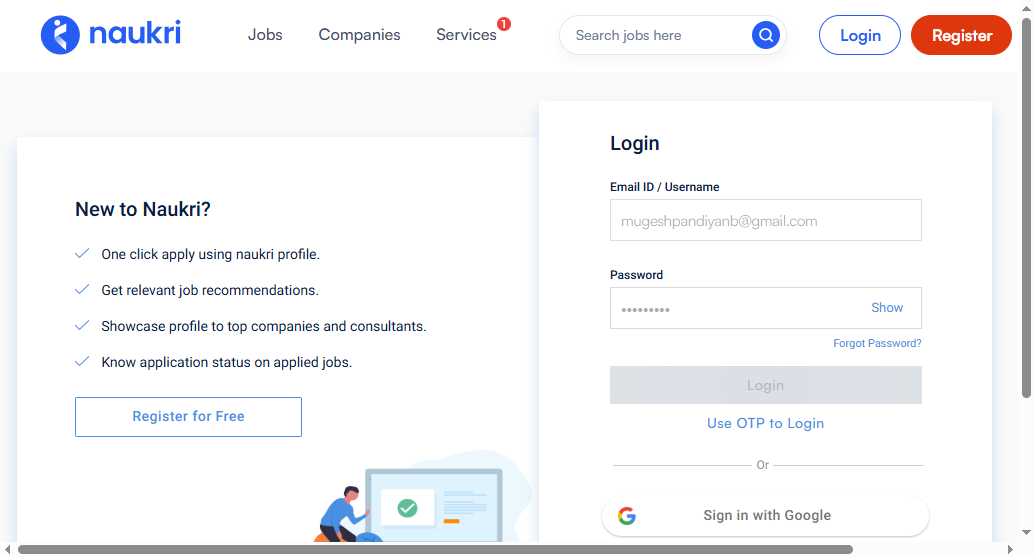 naukri
Jobs
Companies
Services
1
Search jobs here
Login
Register
New to Naukri?
One click apply using naukri profile.
Get relevant job recommendations.
Showcase profile to top companies and consultants.
Know application status on applied jobs.
Register for Free
Login
Email ID / Username
mugeshpandiyanb@gmail.com
Password
•••••••••
Show
Forgot Password?
Login
Use OTP to Login
Or
Sign in with Google